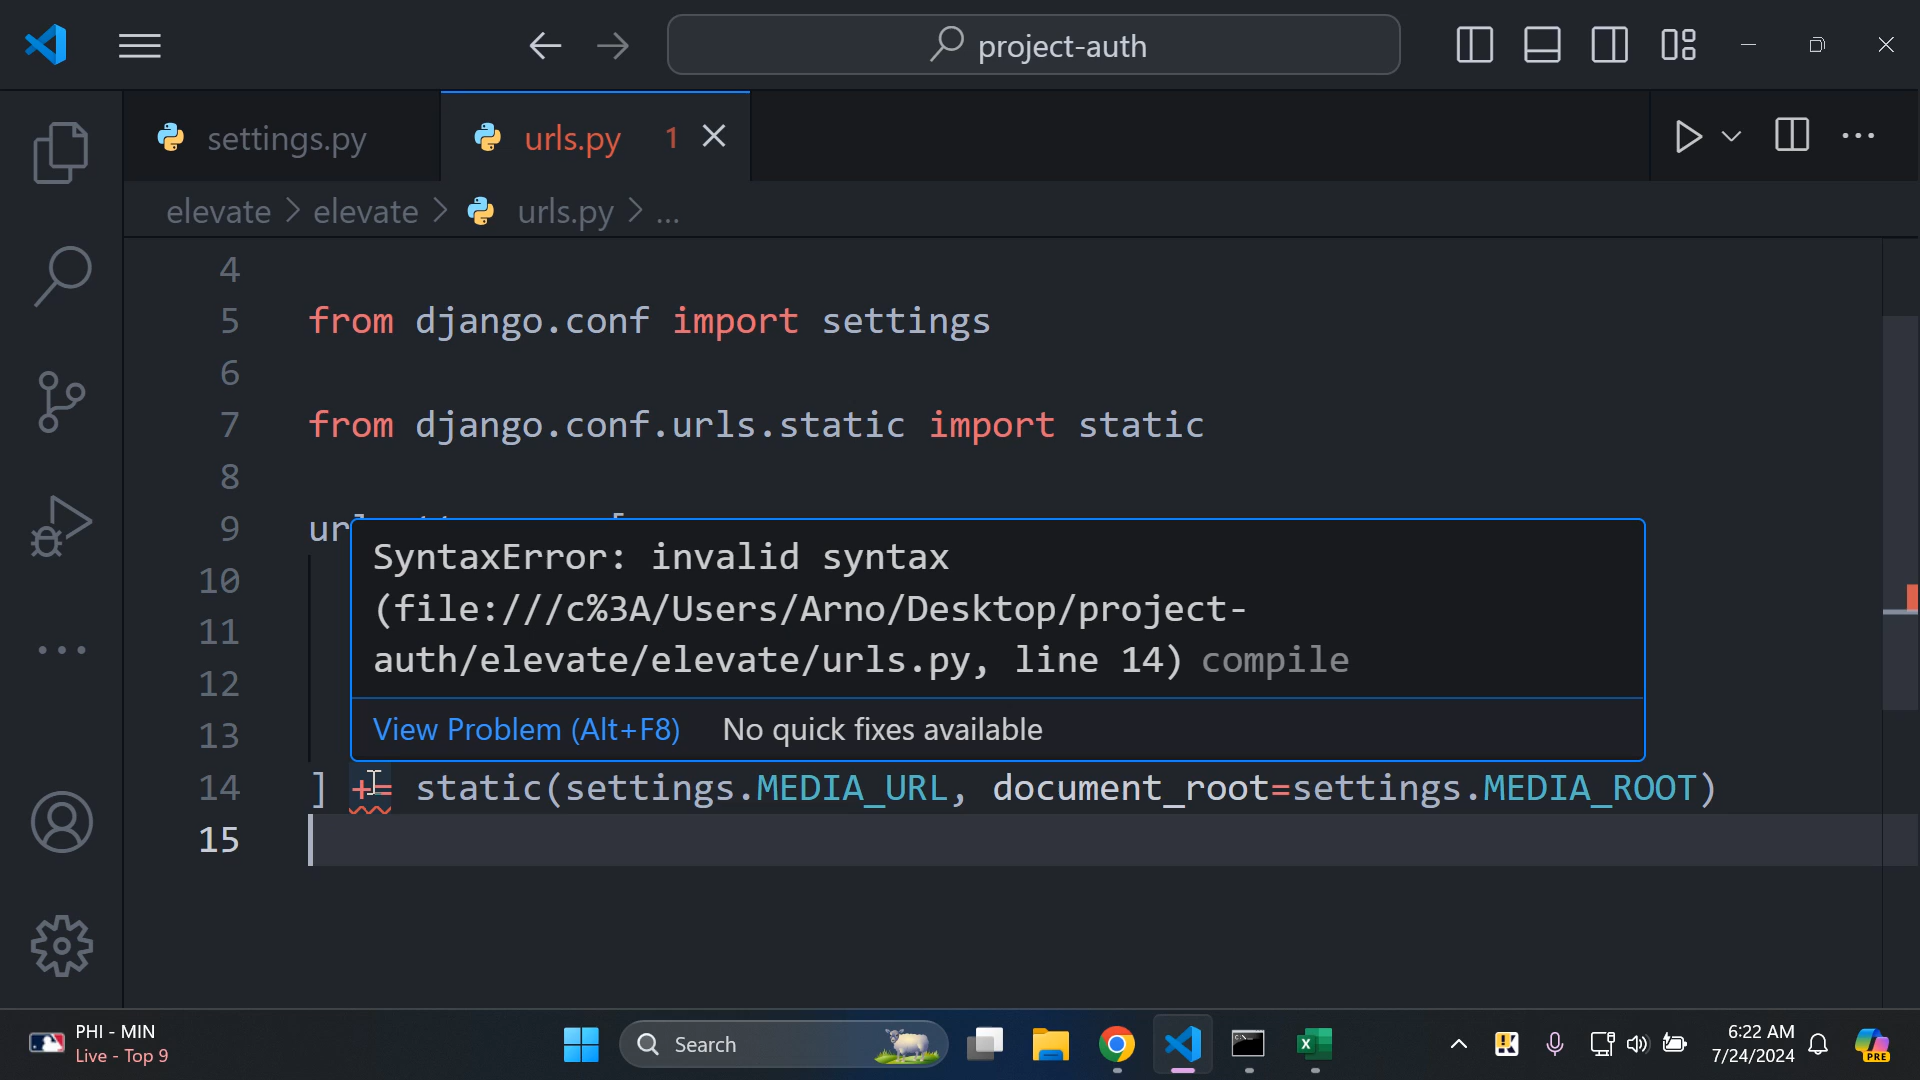 project-auth
settings.py
urls.py 1
elevate > elevate > urls.py > ...
4
5 from django.conf import settings
6
7 from django.conf.urls.static import static
8
9 ur
SyntaxError: invalid syntax
(file:///c%3A/Users/Arno/Desktop/project-
auth/elevate/elevate/urls.py, line 14) compile
View Problem (Alt+F8) No quick fixes available
10
11
12
13
14 ] += static(settings.MEDIA_URL, document_root=settings.MEDIA_ROOT)
15
PHI - MIN
Live - Top 9
Search
6:22 AM
7/24/2024
PRE